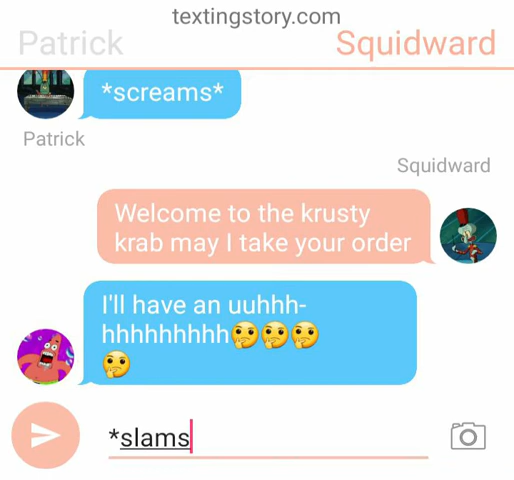 textingstory.com
Patrick
Squidward
*screams*
Patrick
Squidward
Welcome to the krusty
krab may I take your order
I'll have an uuhhh-
hhhhhhhhh🤔🤔🤔
🤔
*slams